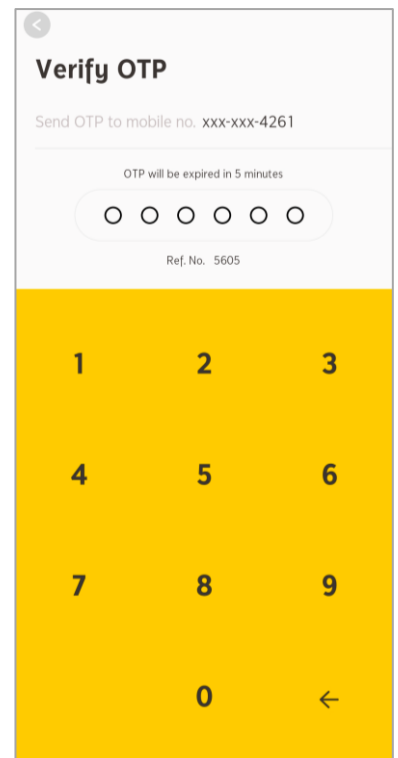 Verify OTP
Send OTP to mobile no. xxx-xxx-4261
OTP will be expired in 5 minutes
Ref. No. 5605
1 2 3
4 5 6
7 8 9
0 ←